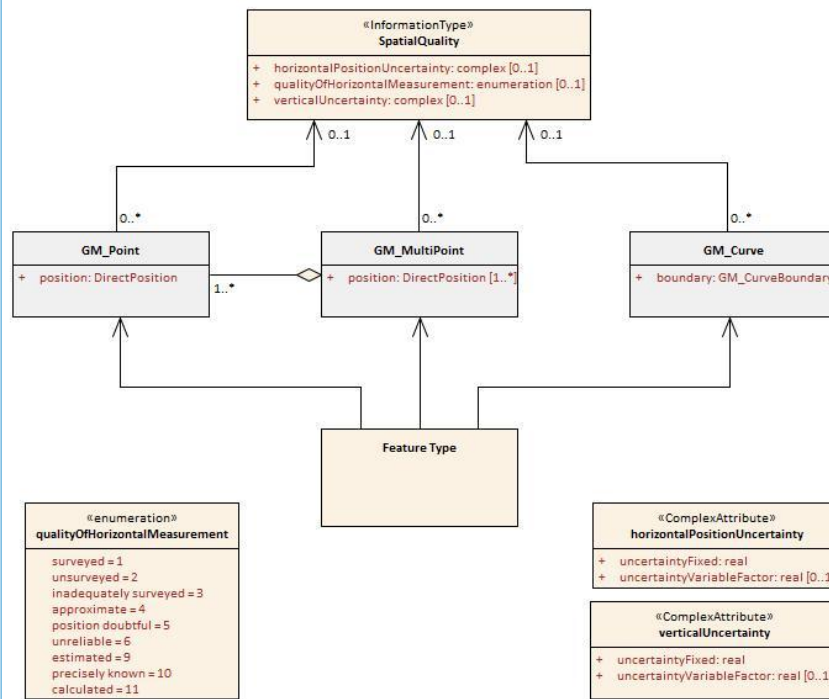 «InformationType»
SpatialQuality
+ horizontalPositionUncertainty: complex [0..1]
+ qualityOfHorizontalMeasurement: enumeration [0..1]
+ verticalUncertainty: complex [0..1]
0..1
0..1
0..1
0..*
0..*
0..*
GM_Point
+ position: DirectPosition
1..*
GM_MultiPoint
+ position: DirectPosition [1..*]
GM_Curve
+ boundary: GM_CurveBoundary
Feature Type
«enumeration»
qualityOfHorizontalMeasurement
surveyed = 1
unsurveyed = 2
inadequately surveyed = 3
approximate = 4
position doubtful = 5
unreliable = 6
estimated = 9
precisely known = 10
calculated = 11
«ComplexAttribute»
horizontalPositionUncertainty
+ uncertaintyFixed: real
+ uncertaintyVariableFactor: real [0..1
«ComplexAttribute»
verticalUncertainty
+ uncertaintyFixed: real
+ uncertaintyVariableFactor: real [0..1